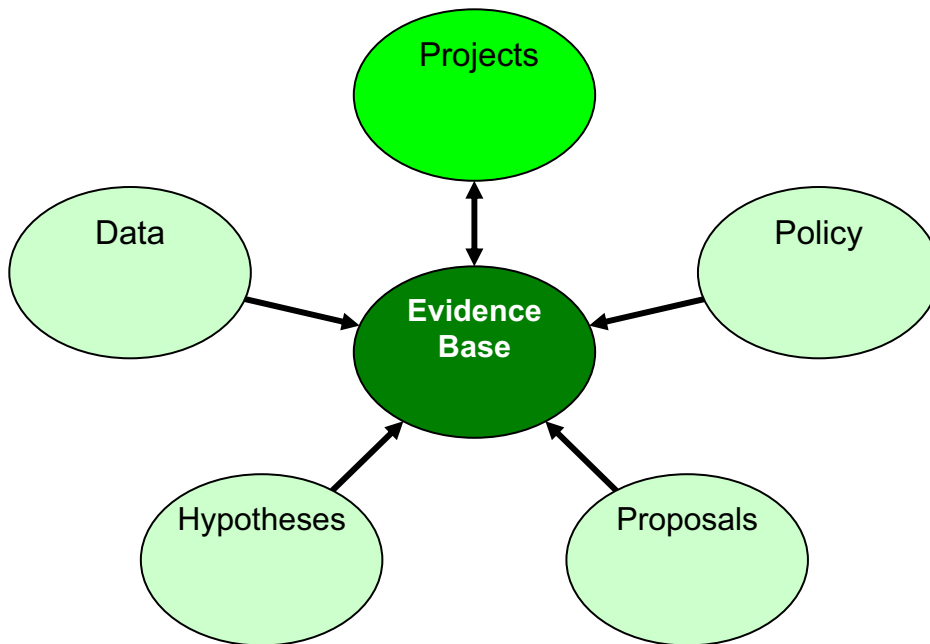 Projects
Data
Policy
Evidence
Base
Hypotheses
Proposals